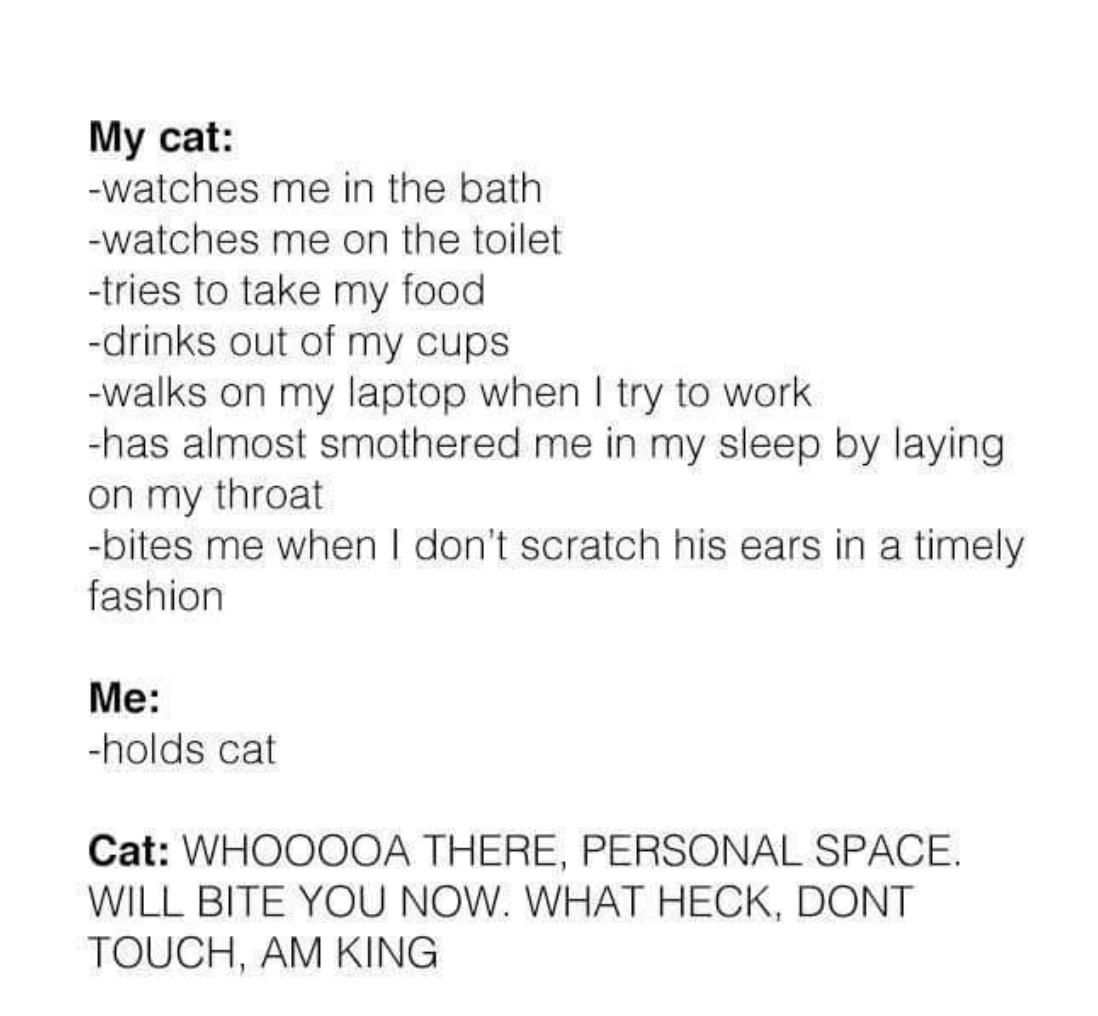 My cat:
-watches me in the bath
-watches me on the toilet
-tries to take my food
-drinks out of my cups
-walks on my laptop when I try to work
-has almost smothered me in my sleep by laying
on my throat
-bites me when I don't scratch his ears in a timely
fashion
Me:
-holds cat
Cat: WHOOOOA THERE, PERSONAL SPACE.
WILL BITE YOU NOW. WHAT HECK, DONT
TOUCH, AM KING